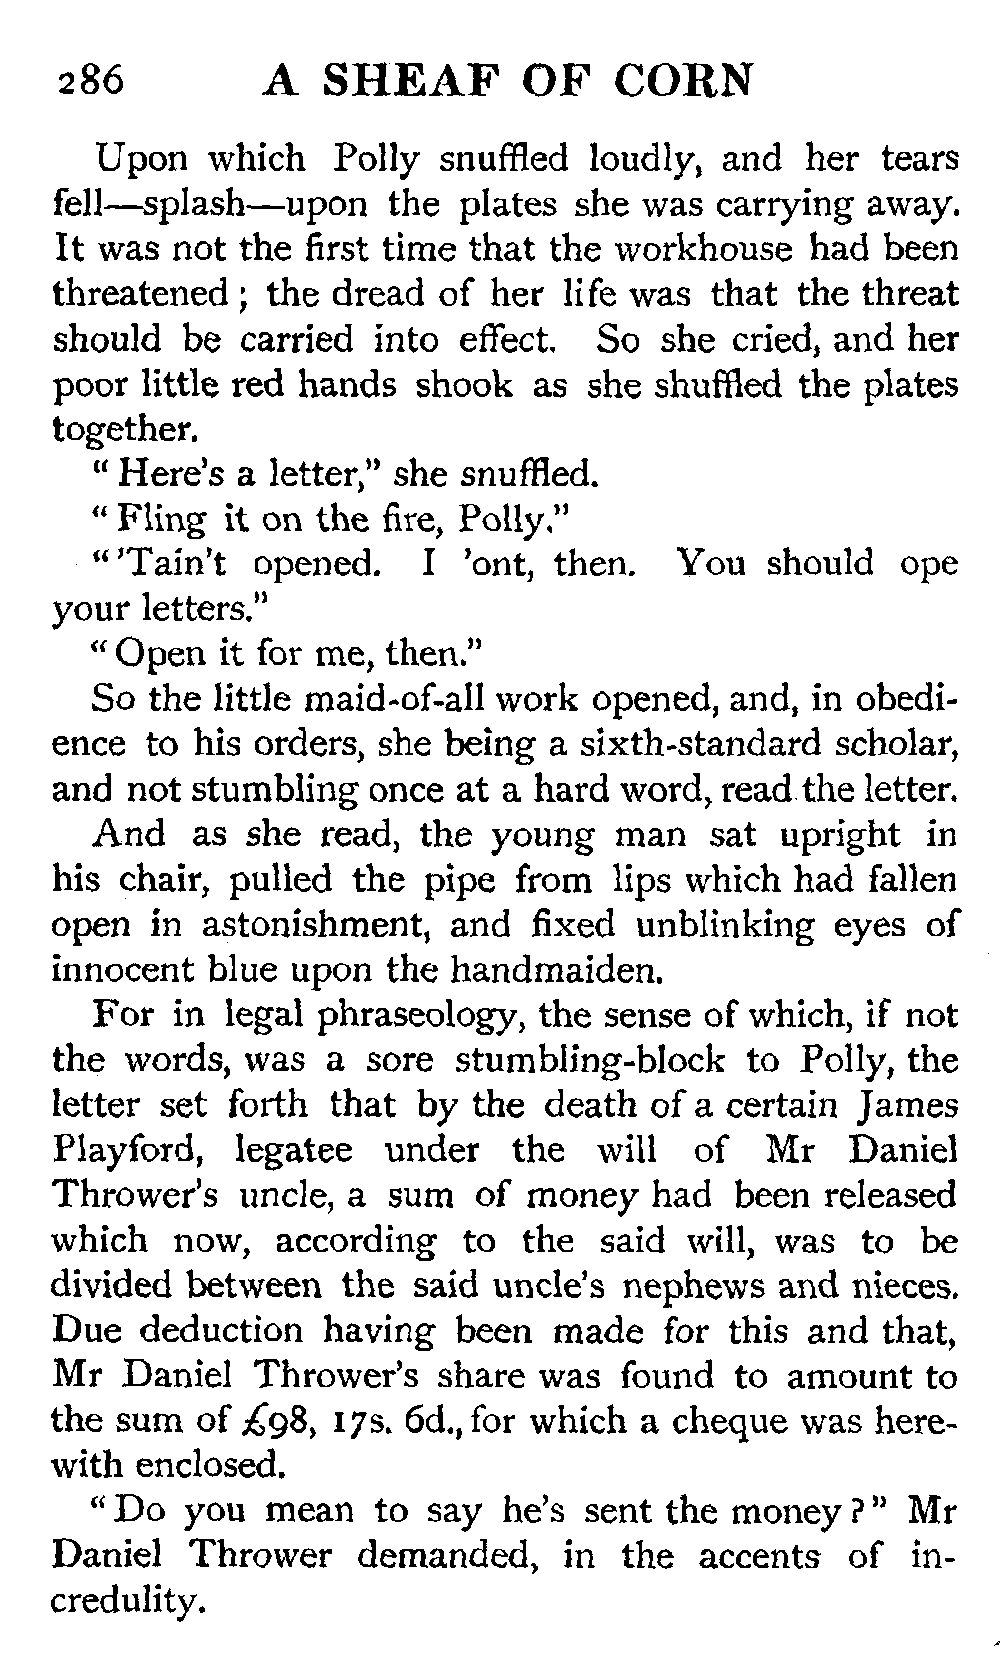 286 A SHEAF OF CORN
Upon which Polly snuffled loudly, and her tears
fell—splash—upon the plates she was carrying away.
It was not the first time that the workhouse had been
threatened ; the dread of her life was that the threat
should be carried into effect. So she cried, and her
poor little red hands shook as she shuffled the plates
together.
" Here's a letter," she snuffled.
" Fling it on the fire, Polly."
" 'Tain't opened. I 'ont, then. You should ope
your letters."
" Open it for me, then."
So the little maid-of-all work opened, and, in obedi-
ence to his orders, she being a sixth-standard scholar,
and not stumbling once at a hard word, read the letter.
And as she read, the young man sat upright in
his chair, pulled the pipe from lips which had fallen
open in astonishment, and fixed unblinking eyes of
innocent blue upon the handmaiden.
For in legal phraseology, the sense of which, if not
the words, was a sore stumbling-block to Polly, the
letter set forth that by the death of a certain James
Playford, legatee under the will of Mr Daniel
Thrower's uncle, a sum of money had been released
which now, according to the said will, was to be
divided between the said uncle's nephews and nieces.
Due deduction having been made for this and that,
Mr Daniel Thrower's share was found to amount to
the sum of £98, 17s. 6d., for which a cheque was here-
with enclosed.
" Do you mean to say he's sent the money ? " Mr
Daniel Thrower demanded, in the accents of in-
credulity.